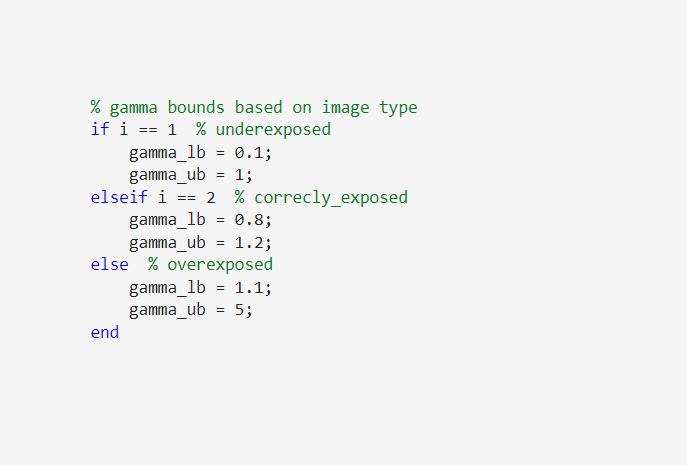 % gamma bounds based on image type
if i == 1  % underexposed
    gamma_lb = 0.1;
    gamma_ub = 1;
elseif i == 2  % correcly_exposed
    gamma_lb = 0.8;
    gamma_ub = 1.2;
else  % overexposed
    gamma_lb = 1.1;
    gamma_ub = 5;
end